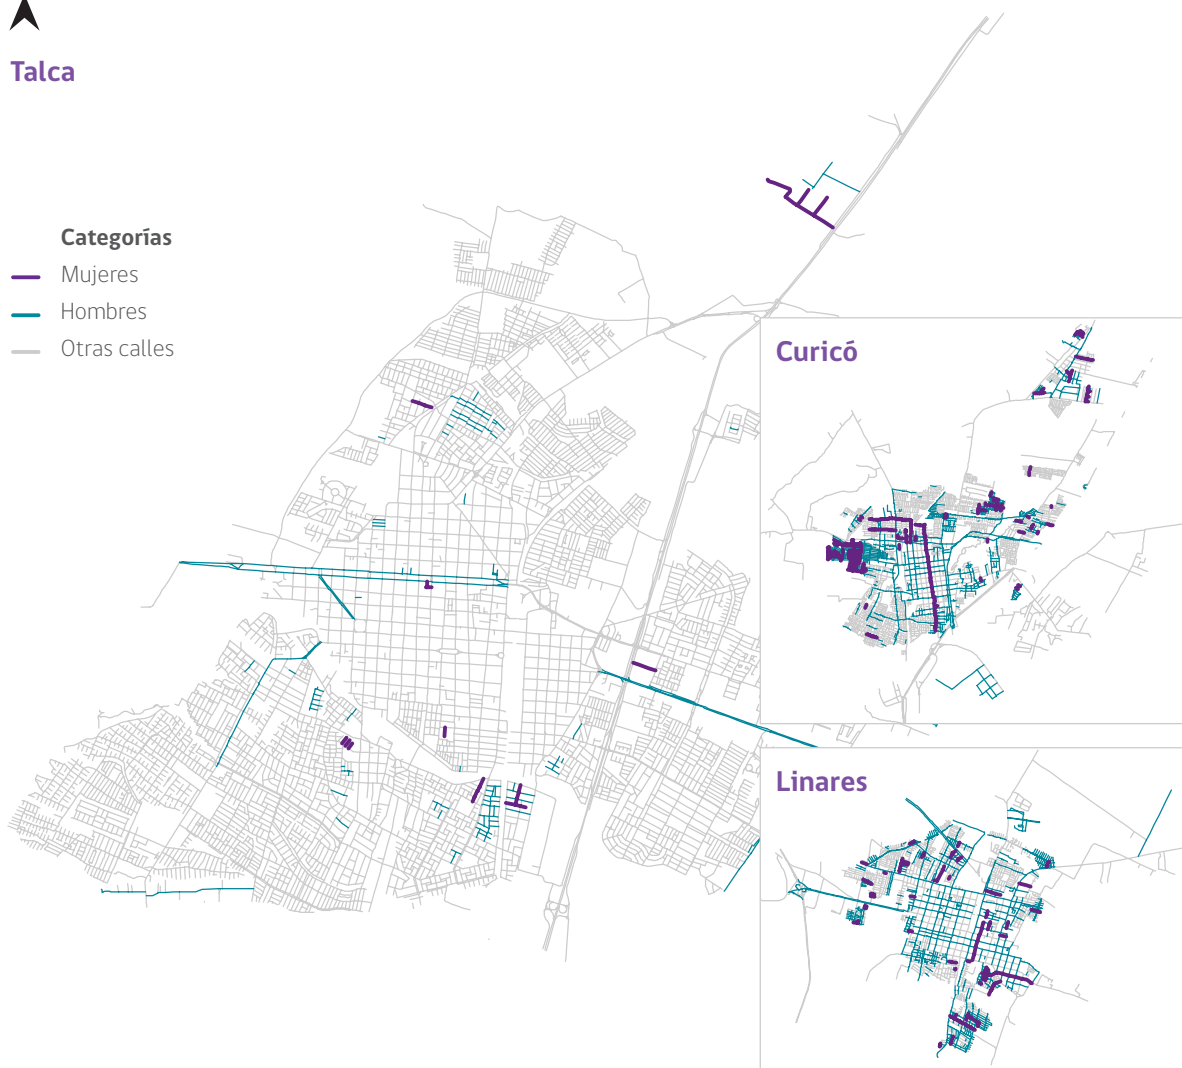 Talca
Categorías
Mujeres
Hombres
Otras calles
Curicó
Linares